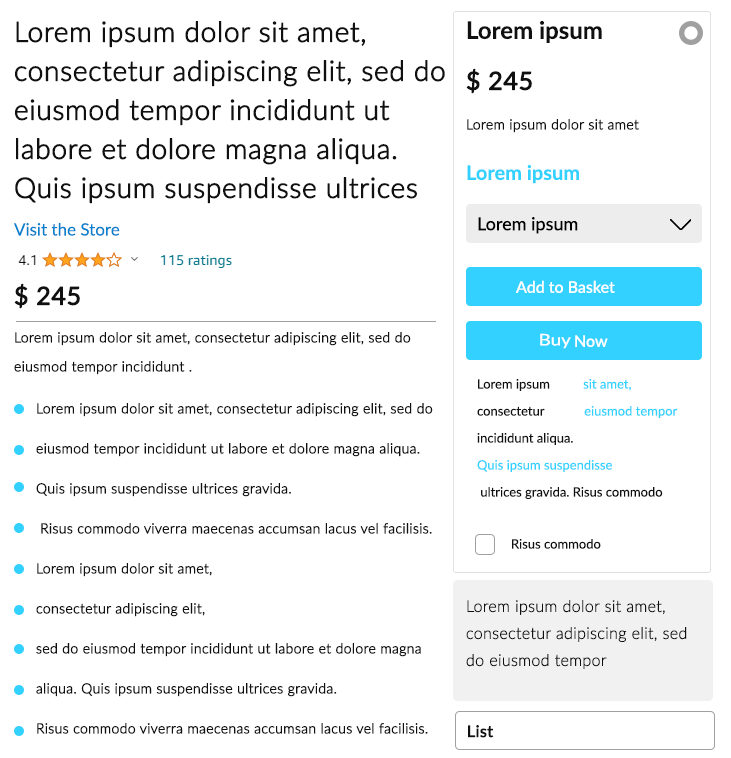 Lorem ipsum dolor sit amet,
consectetur adipiscing elit, sed do
eiusmod tempor incididunt ut
labore et dolore magna aliqua.
Quis ipsum suspendisse ultrices
Visit the Store
4.1 115 ratings
$ 245
Lorem ipsum dolor sit amet, consectetur adipiscing elit, sed do
eiusmod tempor incididunt .
Lorem ipsum dolor sit amet, consectetur adipiscing elit, sed do
eiusmod tempor incididunt ut labore et dolore magna aliqua.
Quis ipsum suspendisse ultrices gravida.
Risus commodo viverra maecenas accumsan lacus vel facilisis.
Lorem ipsum dolor sit amet,
consectetur adipiscing elit,
sed do eiusmod tempor incididunt ut labore et dolore magna
aliqua. Quis ipsum suspendisse ultrices gravida.
Risus commodo viverra maecenas accumsan lacus vel facilisis.
Lorem ipsum
$ 245
Lorem ipsum dolor sit amet
Lorem ipsum
Lorem ipsum
Add to Basket
Buy Now
Lorem ipsum sit amet,
consectetur eiusmod tempor
incididunt aliqua.
Quis ipsum suspendisse
ultrices gravida. Risus commodo
Risus commodo
Lorem ipsum dolor sit amet,
consectetur adipiscing elit, sed
do eiusmod tempor
List